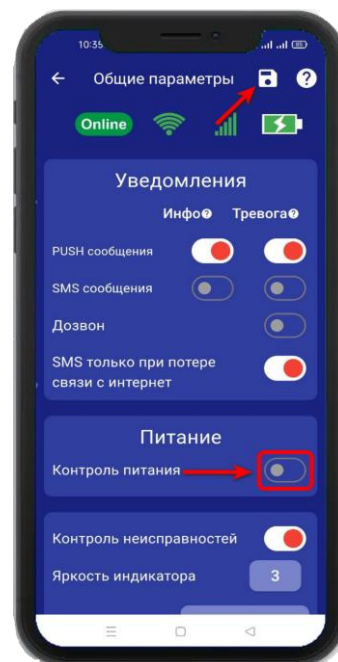 10:35
Общие параметры ?
Online
Уведомления
Инфо? Тревога?
PUSH сообщения
SMS сообщения
Дозвон
SMS только при потере
связи с интернет
Питание
Контроль питания
Контроль неисправностей
Яркость индикатора 3